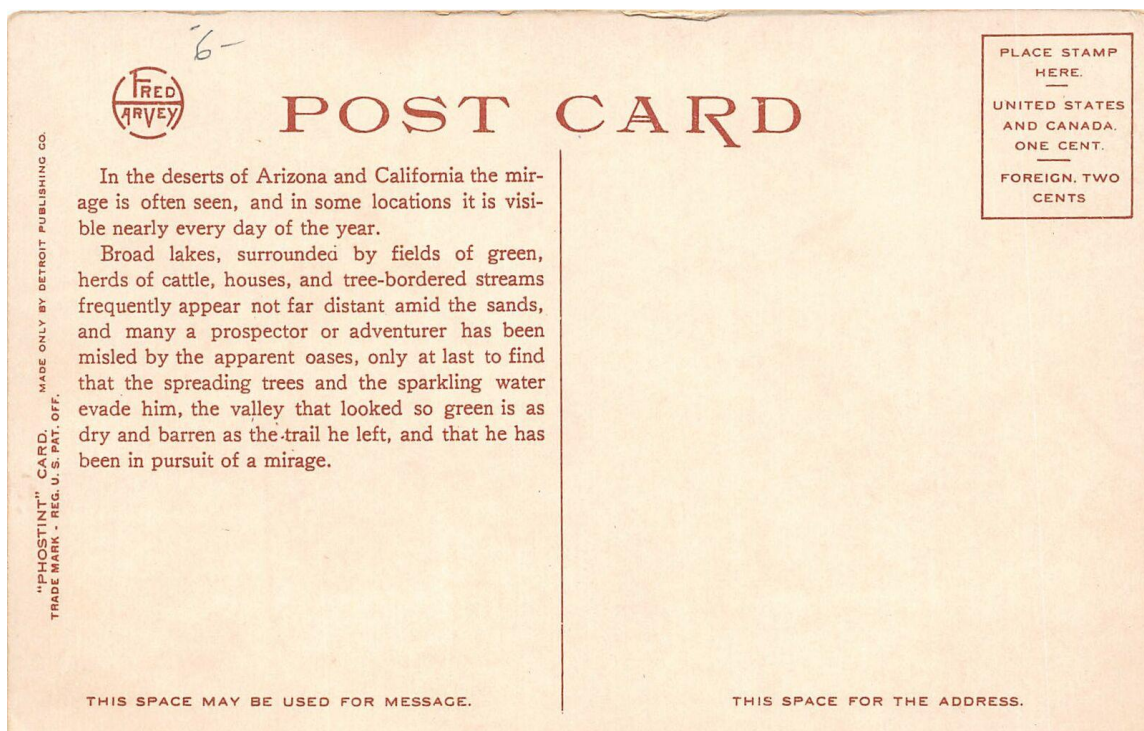 6-
FRED
HARVEY
POST CARD
PLACE STAMP
HERE.
UNITED STATES
AND CANADA.
ONE CENT.
FOREIGN, TWO
CENTS
In the deserts of Arizona and California the mir-
age is often seen, and in some locations it is visi-
ble nearly every day of the year.
Broad lakes, surrounded by fields of green,
herds of cattle, houses, and tree-bordered streams
frequently appear not far distant amid the sands,
and many a prospector or adventurer has been
misled by the apparent oases, only at last to find
that the spreading trees and the sparkling water
evade him, the valley that looked so green is as
dry and barren as the trail he left, and that he has
been in pursuit of a mirage.
"PHOSTINT" CARD. MADE ONLY BY DETROIT PUBLISHING CO.
TRADE MARK - REG. U. S. PAT. OFF.
THIS SPACE MAY BE USED FOR MESSAGE.
THIS SPACE FOR THE ADDRESS.